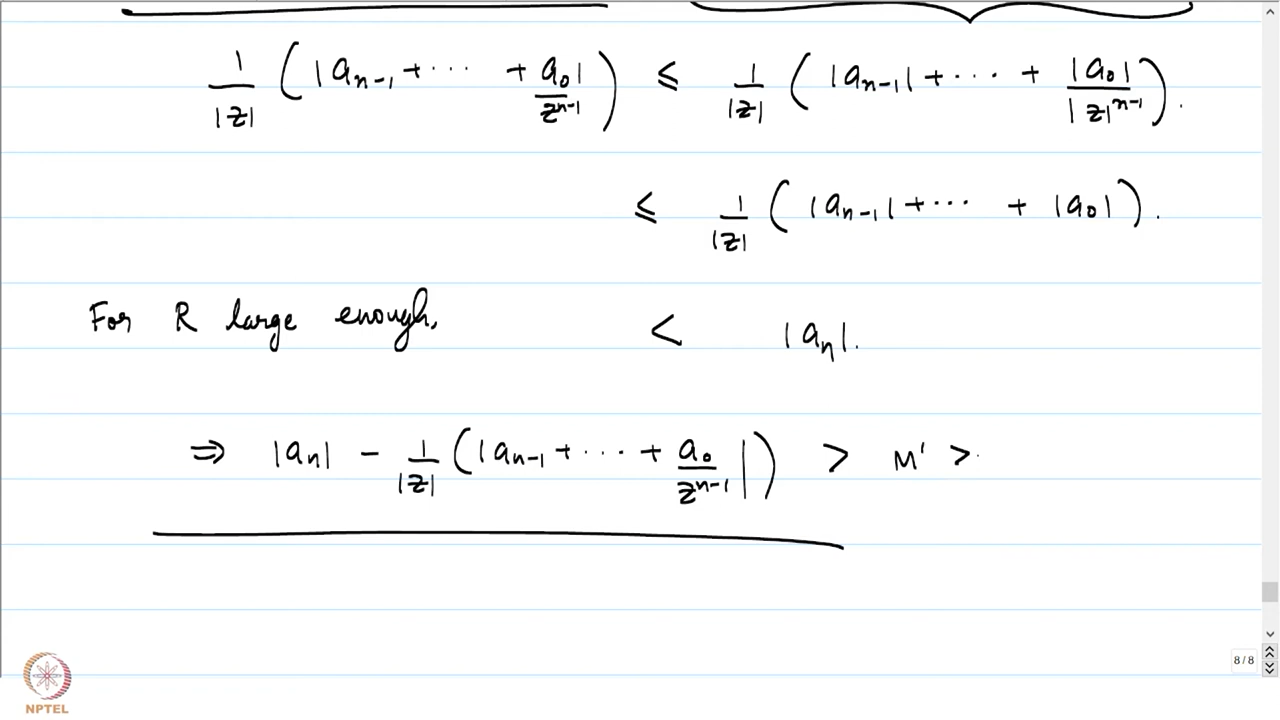 1/|z| ( |a_{n-1} + ⋯ + a_0|/z^{n-1} ) ≤ 1/|z| ( |a_{n-1}| + ⋯ + |a_0|/|z|^{n-1} ).
≤ 1/|z| ( |a_{n-1}| + ⋯ + |a_0| ).
For R large enough, < |a_n|.
⇒ |a_n| - 1/|z| ( |a_{n-1} + ⋯ + a_0/z^{n-1}| ) > M' >
8/8
NPTEL